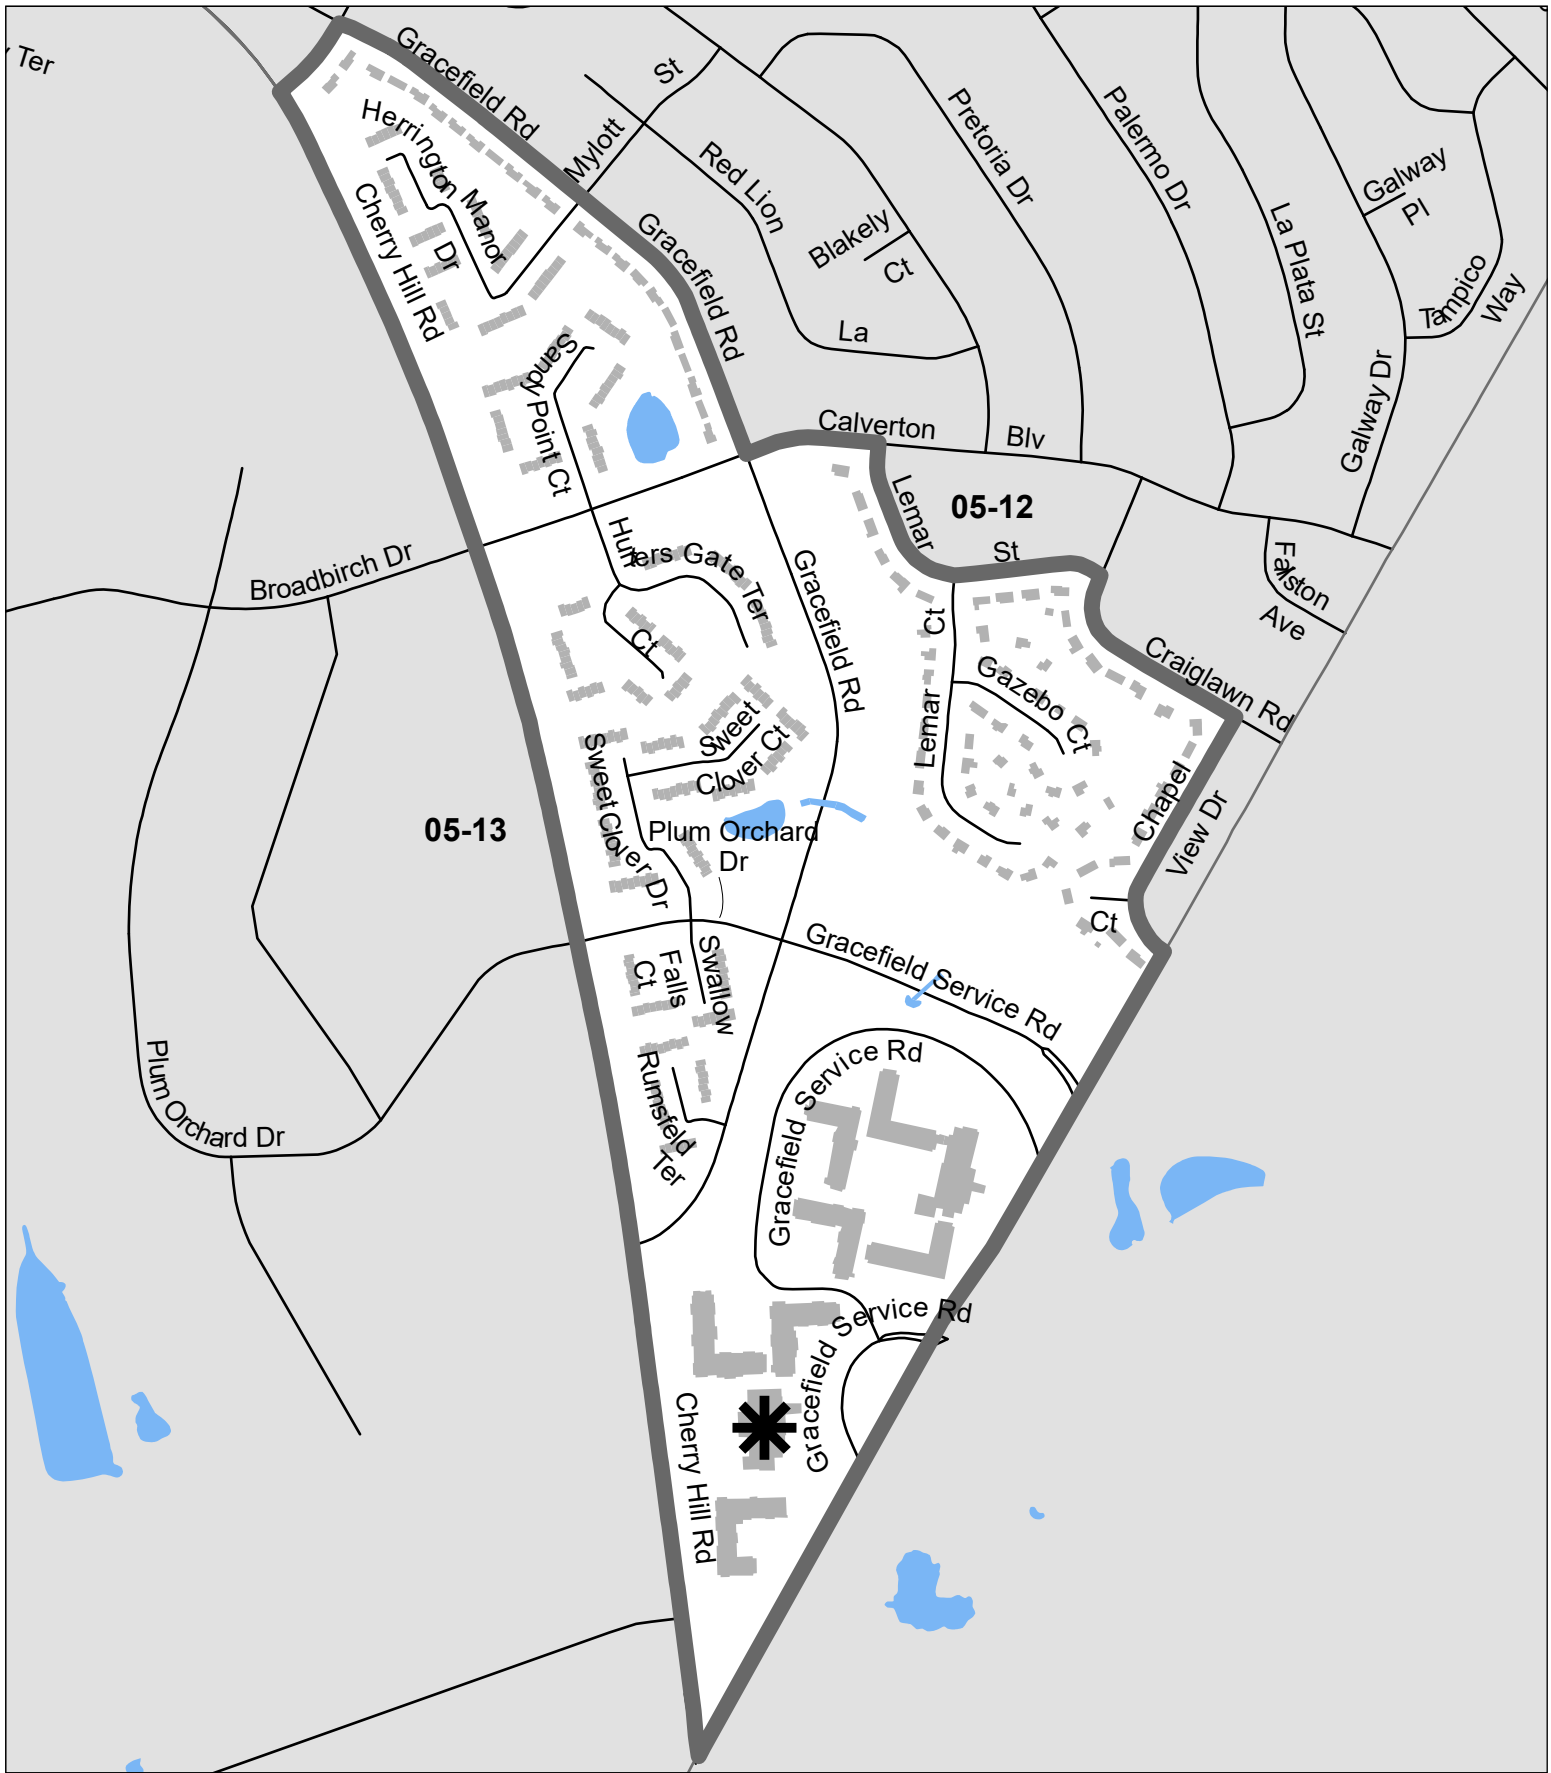 Ter
Gracefield Rd
St
Mylott
Herrington Manor
Dr
Cherry Hill Rd
Red Lion
Pretoria Dr
Palermo Dr
Galway
Pl
Blakely
Ct
La Plata St
Tampico
Way
Gracefield Rd
La
Sandy Point Ct
Galway Dr
Calverton
Blv
Lemar
05-12
St
Broadbirch Dr
Hunters Gate Ter
Ct
Gracefield Rd
Falston
Ave
Lemar Ct
Gazebo Ct
Craiglawn Rd
Sweet
Clover Ct
Sweet Clover Dr
05-13
Plum Orchard
Dr
Chapel
View Dr
Ct
Gracefield Service Rd
Swallow
Falls
Ct
Plum Orchard Dr
Rumsfeld
Ter
Gracefield Service Rd
Gracefield Service Rd
Cherry Hill Rd